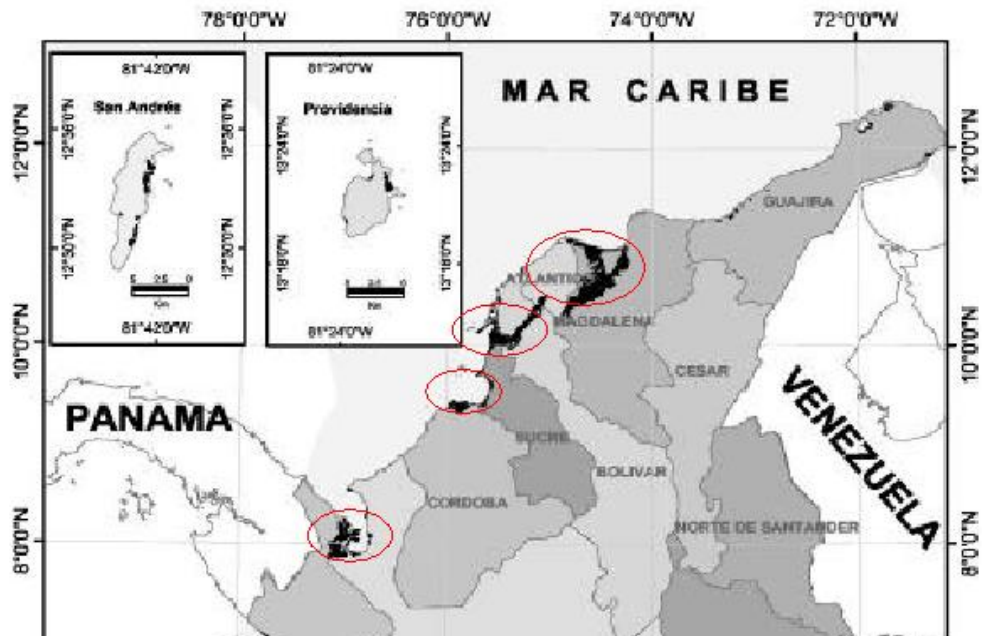 78°0'0"W 76°0'0"W 74°0'0"W 72°0'0"W
81°42'0"W
81°24'0"W
MAR CARIBE
San Andrés
Providencia
12°0'0"N
12°0'0"N
GUAJIRA
ATLANTICO
MAGDALENA
10°0'0"N
10°0'0"N
81°42'0"W
81°24'0"W
CESAR
PANAMA
VENEZUELA
SUCRE
BOLIVAR
CORDOBA
NORTE DE SANTANDER
8°0'0"N
8°0'0"N